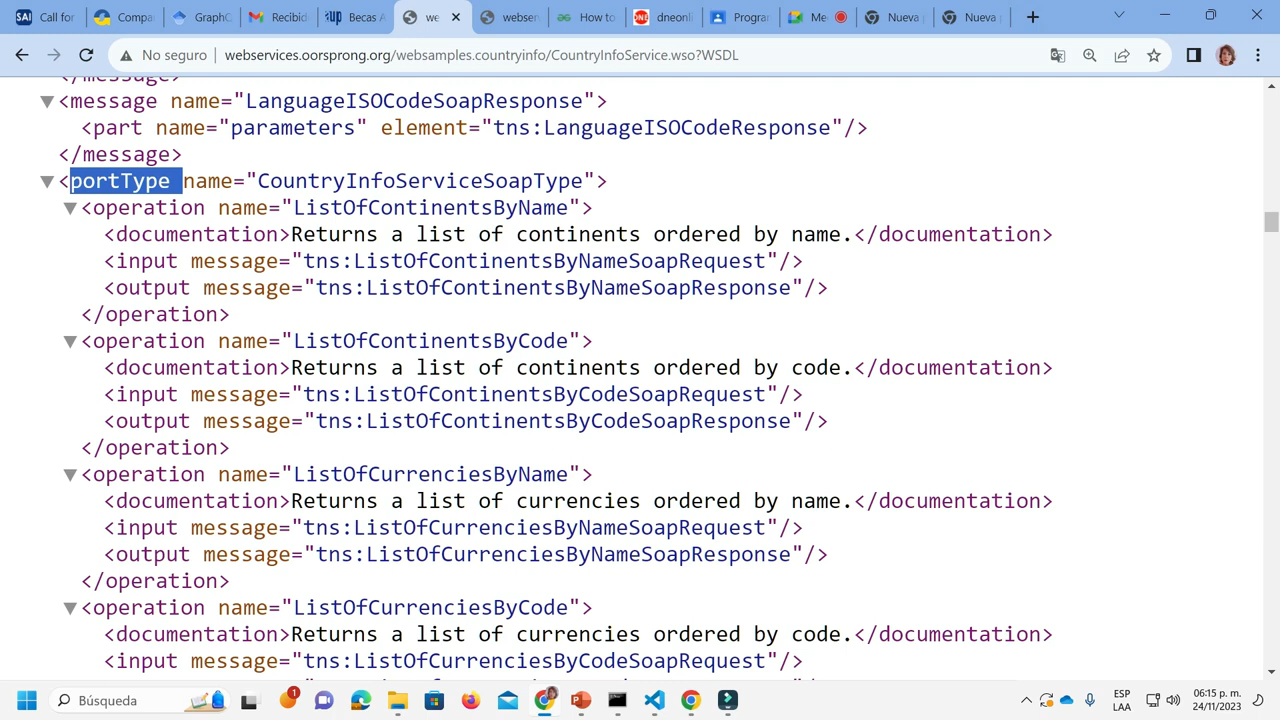 Call for
Compa
GraphC
Recibid
Becas A
we
webserv
How to
dneonli
Program
Me
Nueva p
Nueva p
No seguro
webservices.oorsprong.org/websamples.countryinfo/CountryInfoService.wso?WSDL
</message>
▼<message name="LanguageISOCodeSoapResponse">
<part name="parameters" element="tns:LanguageISOCodeResponse"/>
</message>
▼<portType name="CountryInfoServiceSoapType">
▼<operation name="ListOfContinentsByName">
<documentation>Returns a list of continents ordered by name.</documentation>
<input message="tns:ListOfContinentsByNameSoapRequest"/>
<output message="tns:ListOfContinentsByNameSoapResponse"/>
</operation>
▼<operation name="ListOfContinentsByCode">
<documentation>Returns a list of continents ordered by code.</documentation>
<input message="tns:ListOfContinentsByCodeSoapRequest"/>
<output message="tns:ListOfContinentsByCodeSoapResponse"/>
</operation>
▼<operation name="ListOfCurrenciesByName">
<documentation>Returns a list of currencies ordered by name.</documentation>
<input message="tns:ListOfCurrenciesByNameSoapRequest"/>
<output message="tns:ListOfCurrenciesByNameSoapResponse"/>
</operation>
▼<operation name="ListOfCurrenciesByCode">
<documentation>Returns a list of currencies ordered by code.</documentation>
<input message="tns:ListOfCurrenciesByCodeSoapRequest"/>
Búsqueda
1
ESP
LAA
06:15 p. m.
24/11/2023